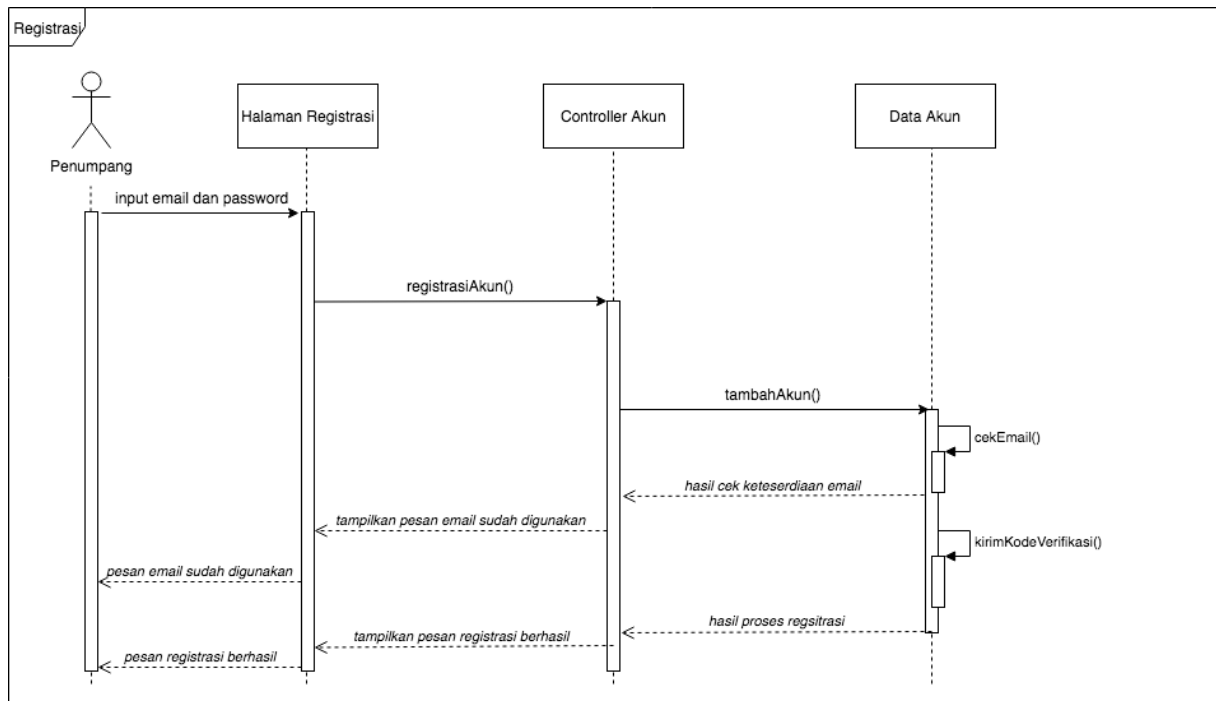 Registrasi
Halaman Registrasi
Controller Akun
Data Akun
Penumpang
input email dan password
registrasiAkun()
tambahAkun()
cekEmail()
hasil cek keteserdiaan email
tampilkan pesan email sudah digunakan
kirimKodeVerifikasi()
pesan email sudah digunakan
hasil proses regsitrasi
tampilkan pesan registrasi berhasil
pesan registrasi berhasil